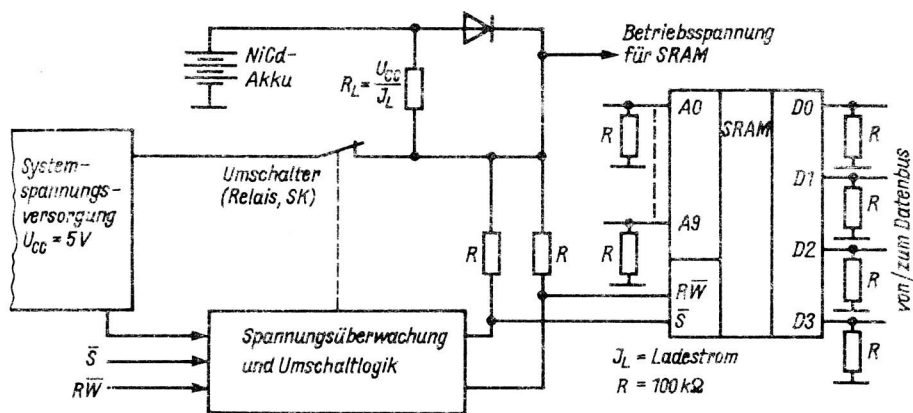 NiCd-
Akku
R_L = U_CC / J_L
Betriebsspannung
für SRAM
System-
spannungs-
versorgung
U_CC = 5V
Umschalter
(Relais, SK)
R
R
R
A0
SRAM
D0
R
D1
R
R
A9
D2
R
RW̅
S̅
D3
R
von/zum Datenbus
Spannungsüberwachung
und Umschaltlogik
S̅
RW̅
J_L = Ladestrom
R = 100 kΩ